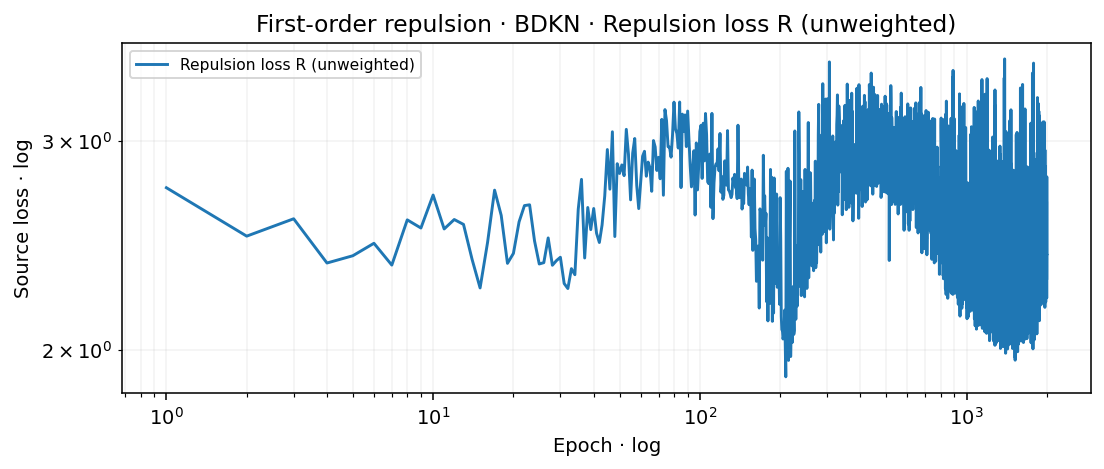 First-order repulsion · BDKN · Repulsion loss R (unweighted)
Repulsion loss R (unweighted)
Source loss · log
3 × 10⁰
2 × 10⁰
10⁰ 10¹ 10² 10³
Epoch · log